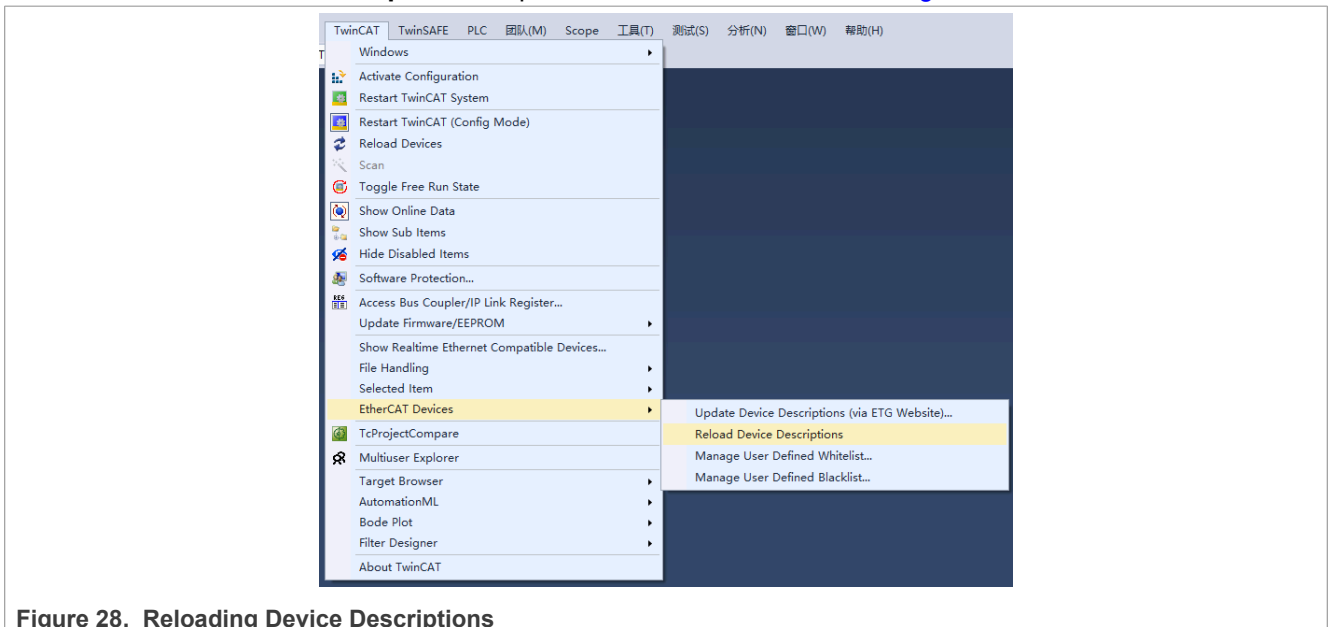 TwinCAT TwinSAFE PLC 团队(M) Scope 工具(T) 测试(S) 分析(N) 窗口(W) 帮助(H)
Windows
Activate Configuration
Restart TwinCAT System
Restart TwinCAT (Config Mode)
Reload Devices
Scan
Toggle Free Run State
Show Online Data
Show Sub Items
Hide Disabled Items
Software Protection...
Access Bus Coupler/IP Link Register...
Update Firmware/EEPROM
Show Realtime Ethernet Compatible Devices...
File Handling
Selected Item
EtherCAT Devices
Update Device Descriptions (via ETG Website)...
Reload Device Descriptions
Manage User Defined Whitelist...
Manage User Defined Blacklist...
TcProjectCompare
Multiuser Explorer
Target Browser
AutomationML
Bode Plot
Filter Designer
About TwinCAT
Figure 28. Reloading Device Descriptions